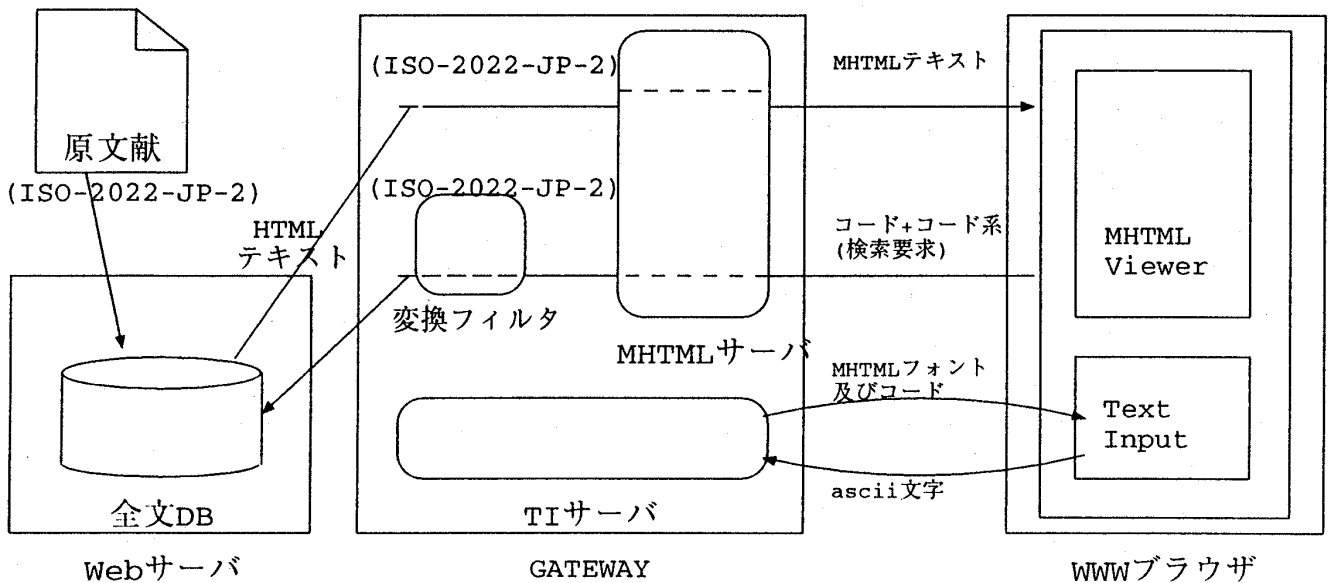 原文献
(ISO-2022-JP-2)
HTML
テキスト
全文DB
Webサーバ
(ISO-2022-JP-2)
(ISO-2022-JP-2)
変換フィルタ
MHTMLサーバ
TIサーバ
GATEWAY
MHTMLテキスト
コード+コード系
(検索要求)
MHTMLフォント
及びコード
ascii文字
MHTML
Viewer
Text
Input
WWWブラウザ